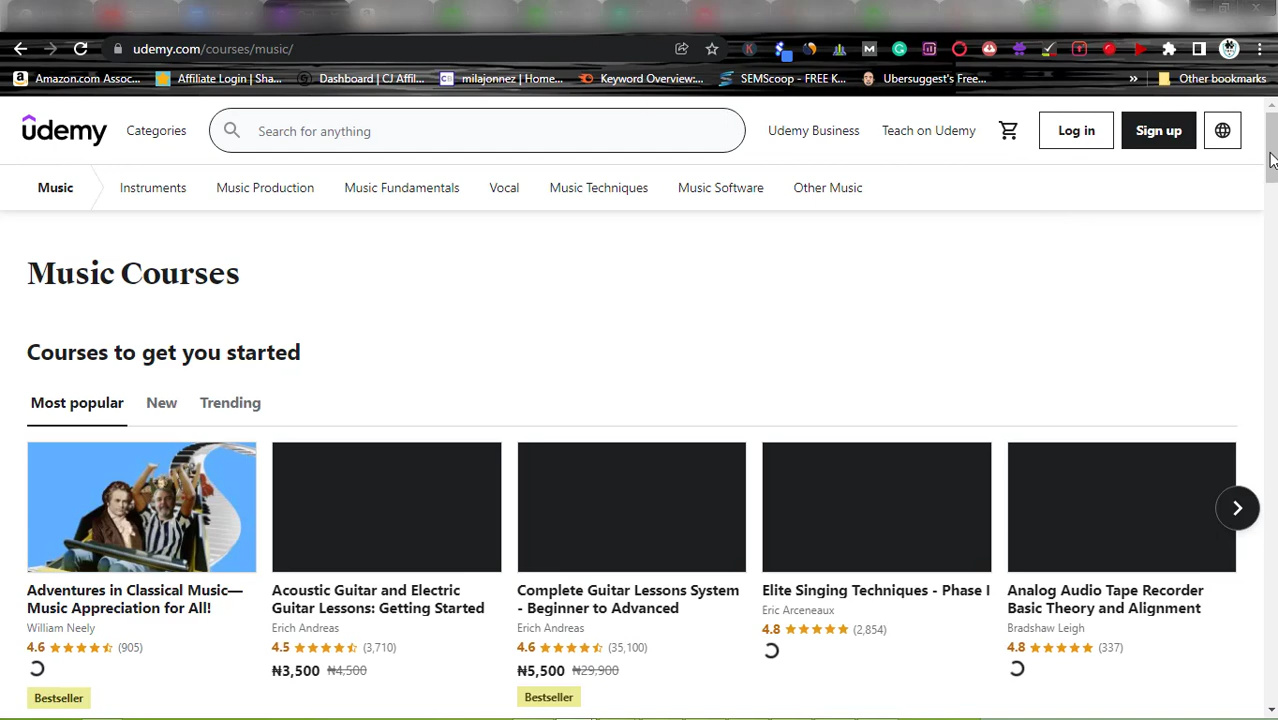 udemy.com/courses/music/
Amazon.com Assoc...
Affiliate Login | Sha...
Dashboard | CJ Affil...
milajonnez | Home...
Keyword Overview...
SEMScoop - FREE K...
Ubersuggest's Free...
»
Other bookmarks
ûdemy
Categories
Search for anything
Udemy Business
Teach on Udemy
Log in
Sign up
Music
Instruments
Music Production
Music Fundamentals
Vocal
Music Techniques
Music Software
Other Music
Music Courses
Courses to get you started
Most popular
New
Trending
Adventures in Classical Music—
Music Appreciation for All!
William Neely
4.6 (905)
Bestseller
Acoustic Guitar and Electric
Guitar Lessons: Getting Started
Erich Andreas
4.5 (3,710)
₦3,500 ₦4,500
Complete Guitar Lessons System
- Beginner to Advanced
Erich Andreas
4.6 (35,100)
₦5,500 ₦29,900
Bestseller
Elite Singing Techniques - Phase I
Eric Arceneaux
4.8 (2,854)
Analog Audio Tape Recorder
Basic Theory and Alignment
Bradshaw Leigh
4.8 (337)